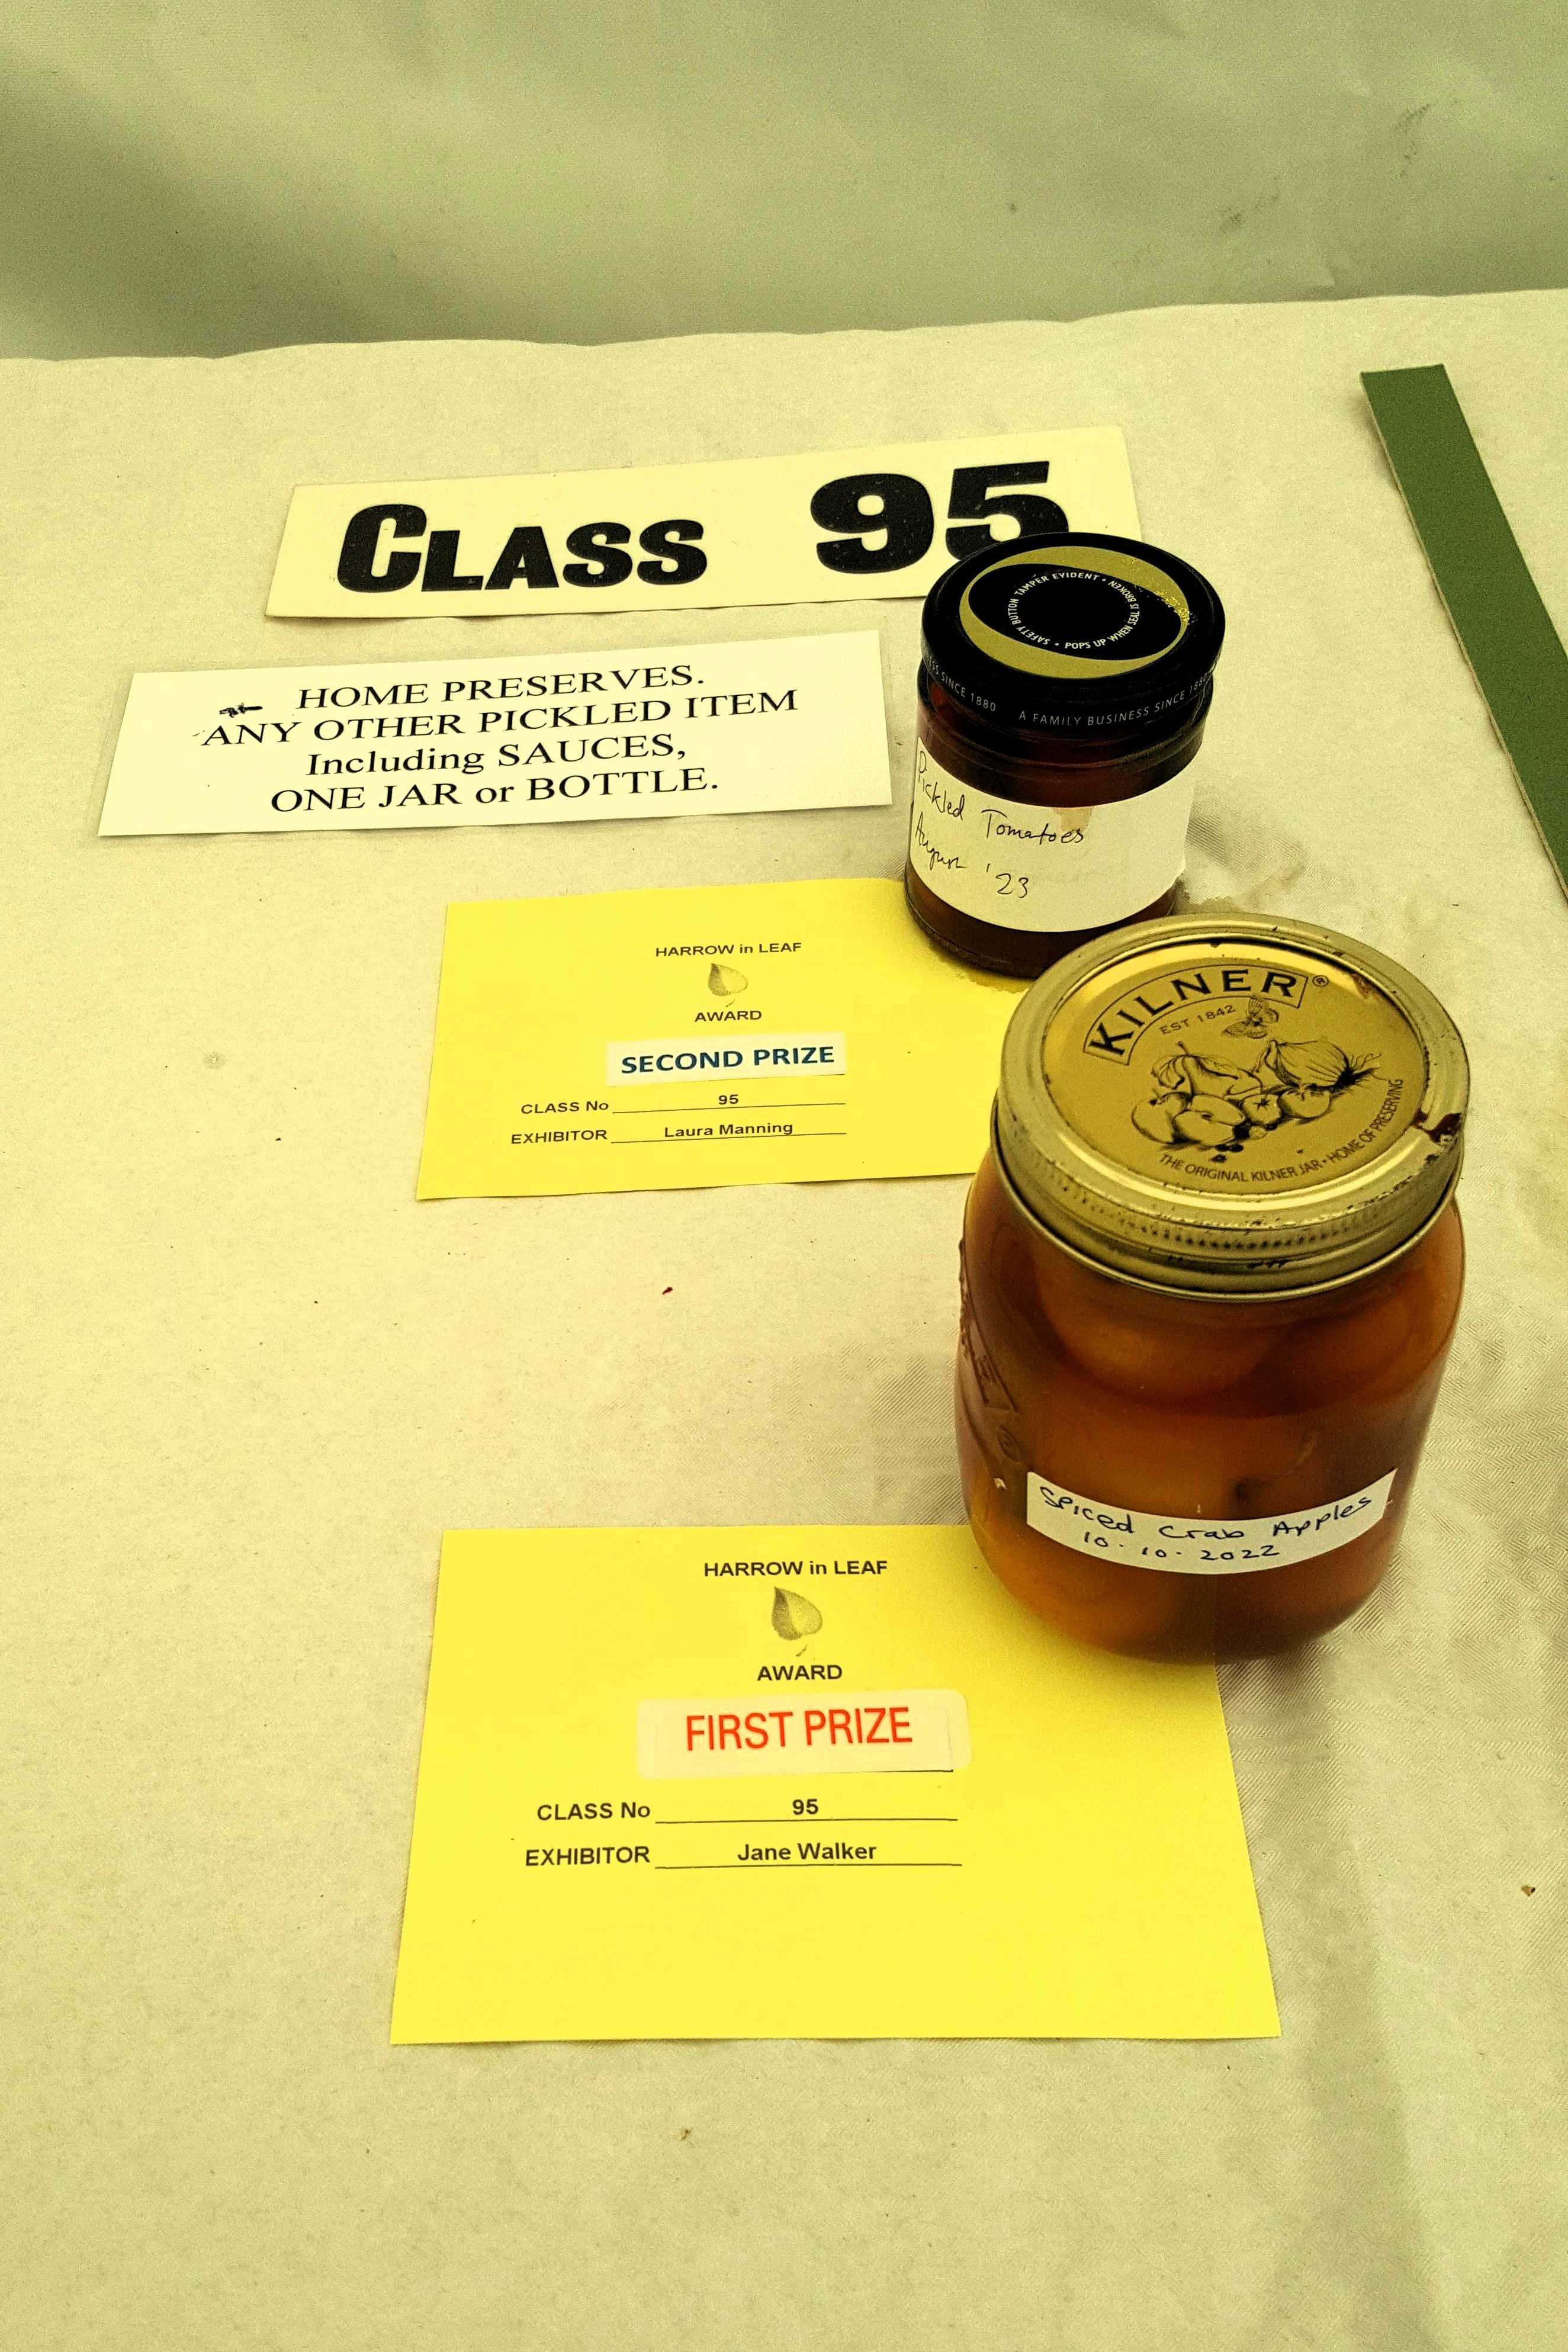 CLASS 95
HOME PRESERVES.
ANY OTHER PICKLED ITEM
Including SAUCES,
ONE JAR or BOTTLE.
SAFETY BUTTON TAMPER EVIDENT • POPS UP WHEN SEAL IS BROKEN •
SINCE 1880 A FAMILY BUSINESS SINCE 1880
Pickled Tomatoes
August '23
HARROW in LEAF
AWARD
SECOND PRIZE
CLASS No 95
EXHIBITOR Laura Manning
KILNER®
EST 1842
THE ORIGINAL KILNER JAR • HOME OF PRESERVING
Spiced Crab Apples
10-10-2022
HARROW in LEAF
AWARD
FIRST PRIZE
CLASS No 95
EXHIBITOR Jane Walker